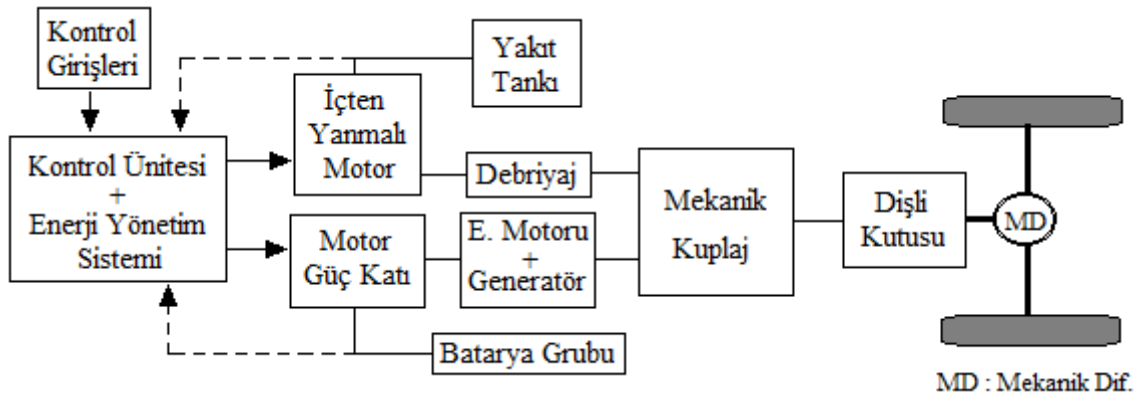 Kontrol
Girişleri
Yakıt
Tankı
İçten
Yanmalı
Motor
Kontrol Ünitesi
+
Enerji Yönetim
Sistemi
Debriyaj
Mekanik
Kuplaj
Dişli
Kutusu
MD
Motor
Güç Katı
E. Motoru
+
Generatör
Batarya Grubu
MD : Mekanik Dif.